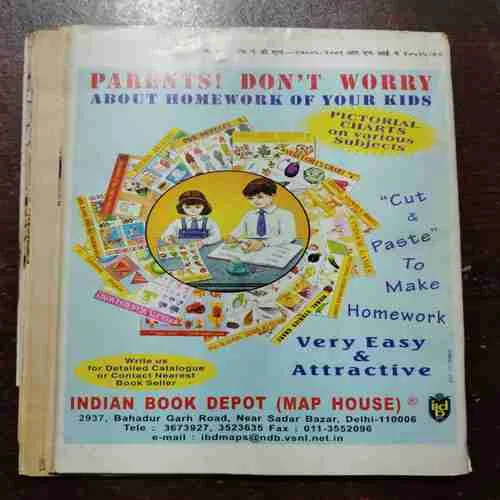 PARENTS! DON'T WORRY
ABOUT HOMEWORK OF YOUR KIDS
PICTORIAL
CHARTS
on various
Subjects
"Cut
&
Paste"
To
Make
Homework
Very Easy
&
Attractive
Write us
for Detailed Catalogue
or Contact Nearest
Book Seller
INDIAN BOOK DEPOT (MAP HOUSE) ®
2937, Bahadur Garh Road, Near Sadar Bazar, Delhi-110006
Tele : 3673927, 3523635 Fax : 011-3552096
e-mail : ibdmaps@ndb.vsnl.net.in